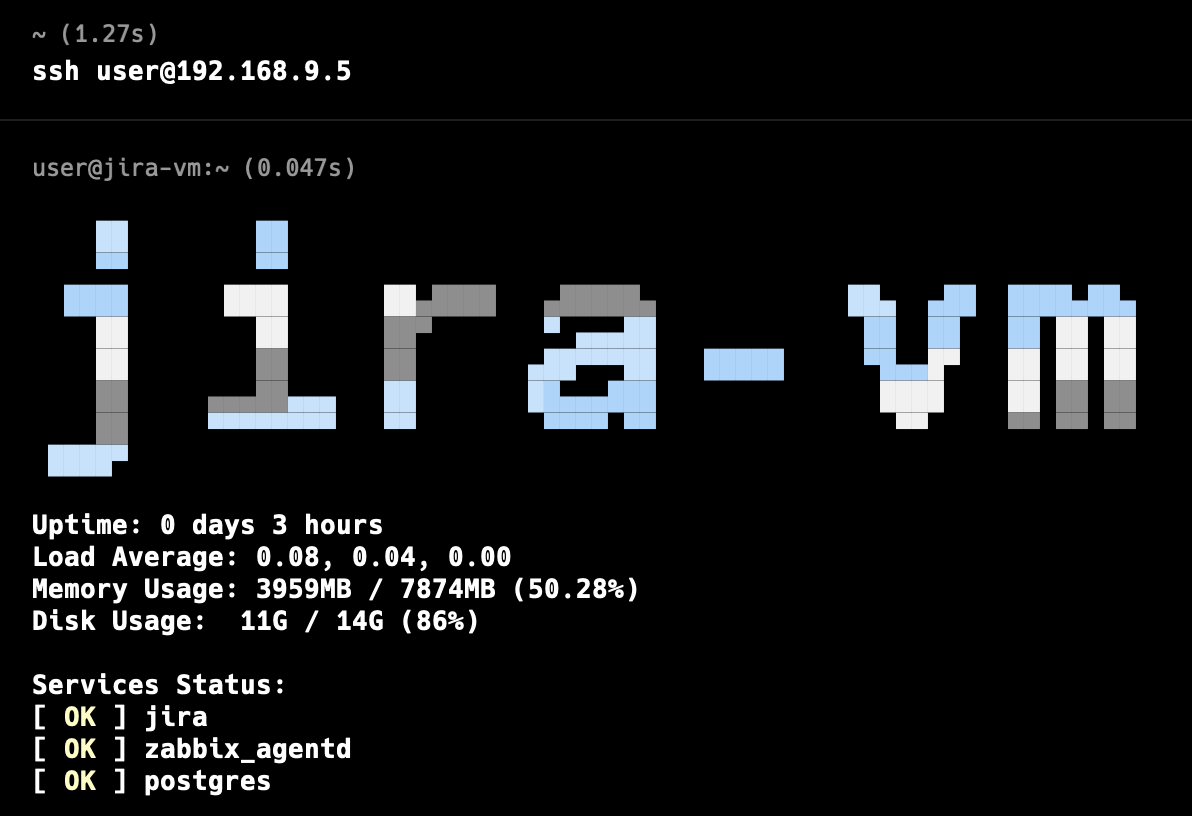 ~ (1.27s)
ssh user@192.168.9.5
user@jira-vm:~ (0.047s)
jira-vm
Uptime: 0 days 3 hours
Load Average: 0.08, 0.04, 0.00
Memory Usage: 3959MB / 7874MB (50.28%)
Disk Usage:  11G / 14G (86%)
Services Status:
[ OK ] jira
[ OK ] zabbix_agentd
[ OK ] postgres